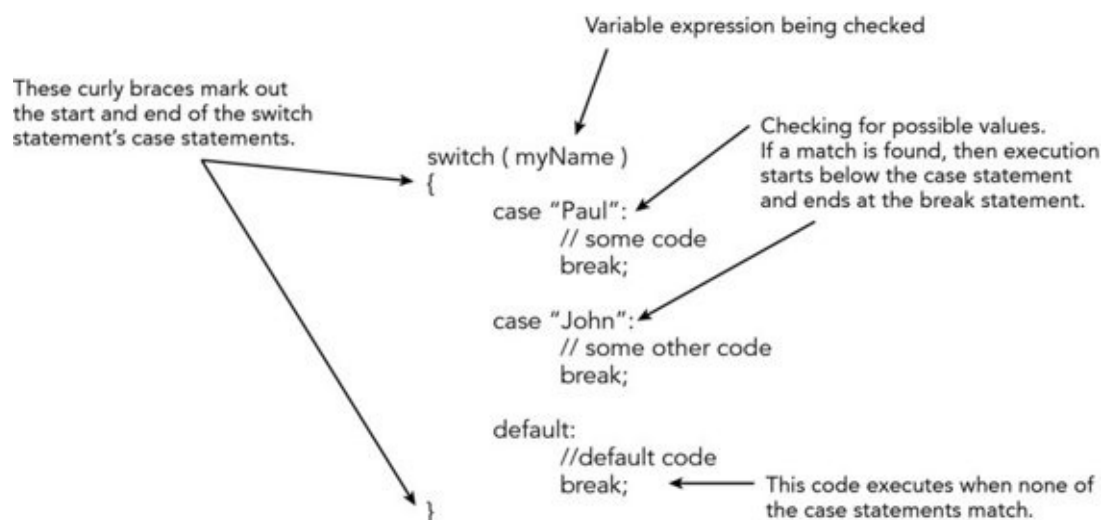 Variable expression being checked
These curly braces mark out
the start and end of the switch
statement’s case statements.
Checking for possible values.
If a match is found, then execution
starts below the case statement
and ends at the break statement.
switch ( myName )
{
case “Paul”:
// some code
break;
case “John”:
// some other code
break;
default:
//default code
break;
}
This code executes when none of
the case statements match.